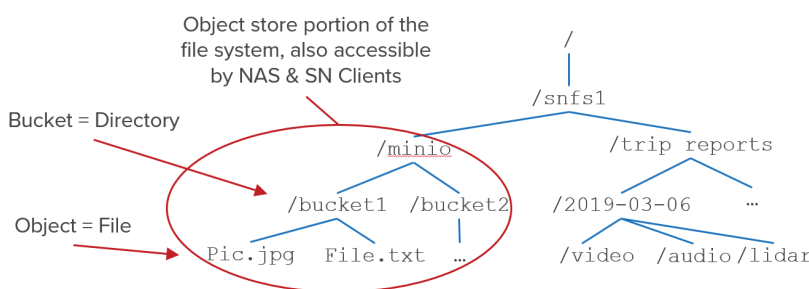 Object store portion of the
file system, also accessible
by NAS & SN Clients
/
/snfs1
Bucket = Directory
/minio
/trip reports
/bucket1
/bucket2
/2019-03-06
...
Object = File
Pic.jpg
File.txt
...
/video
/audio
/lidar